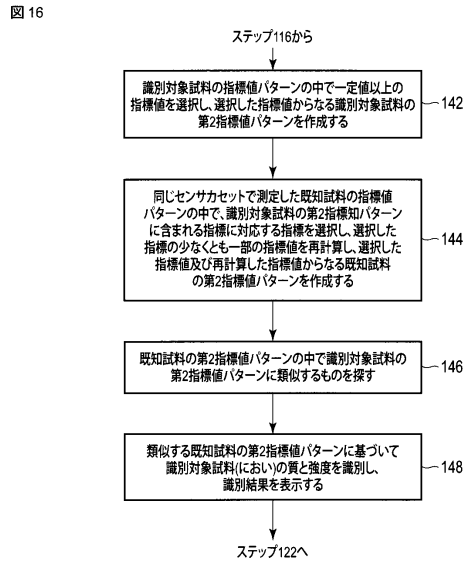 図 16
ステップ116から
識別対象試料の指標値パターンの中で一定値以上の
指標値を選択し、選択した指標値からなる識別対象試料の
第2指標値パターンを作成する
142
同じセンサカセットで測定した既知試料の指標値
パターンの中で、識別対象試料の第2指標知パターン
に含まれる指標に対応する指標を選択し、選択した
指標の少なくとも一部の指標値を再計算し、選択した
指標値及び再計算した指標値からなる既知試料
の第2指標値パターンを作成する
144
既知試料の第2指標値パターンの中で識別対象試料の
第2指標値パターンに類似するものを探す
146
類似する既知試料の第2指標値パターンに基づいて
識別対象試料(におい)の質と強度を識別し、
識別結果を表示する
148
ステップ122へ